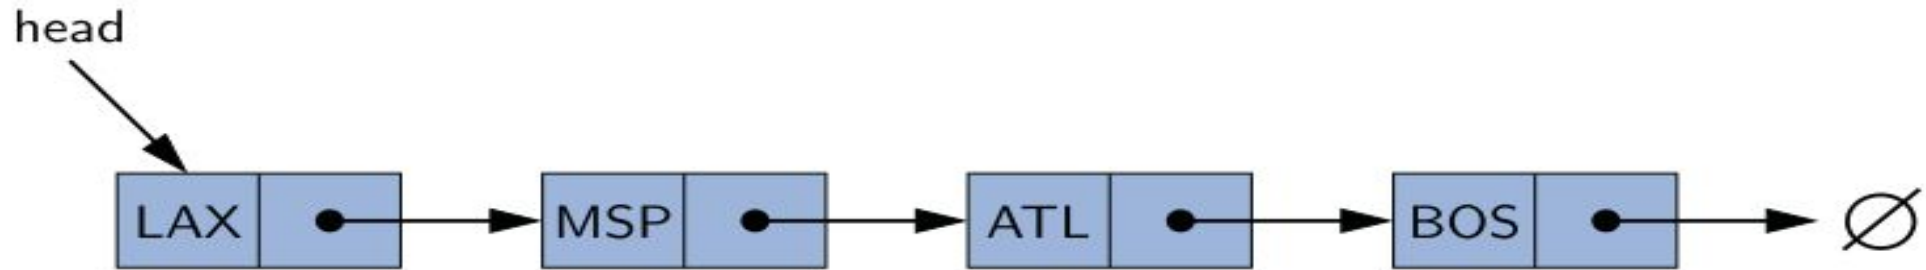 head
LAX MSP ATL BOS ∅